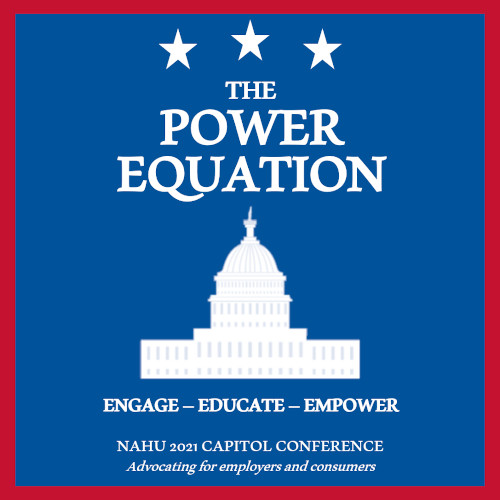 THE
POWER
EQUATION
ENGAGE – EDUCATE – EMPOWER
NAHU 2021 CAPITOL CONFERENCE
Advocating for employers and consumers